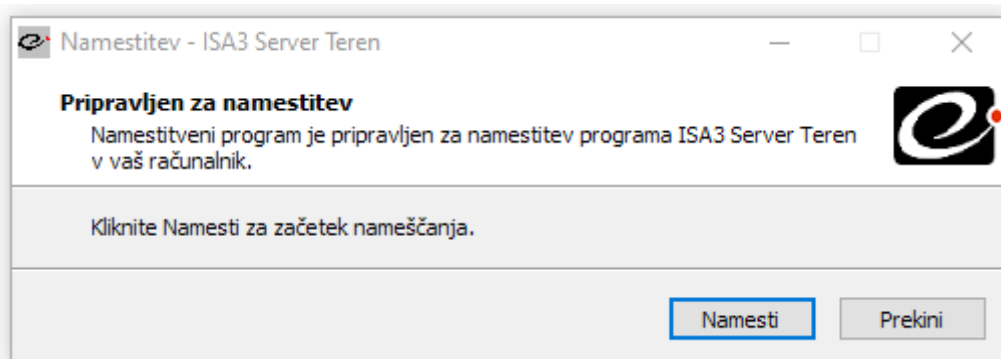 Namestitev - ISA3 Server Teren
Pripravljen za namestitev
Namestitveni program je pripravljen za namestitev programa ISA3 Server Teren
v vaš računalnik.
Kliknite Namesti za začetek nameščanja.
Namesti
Prekini